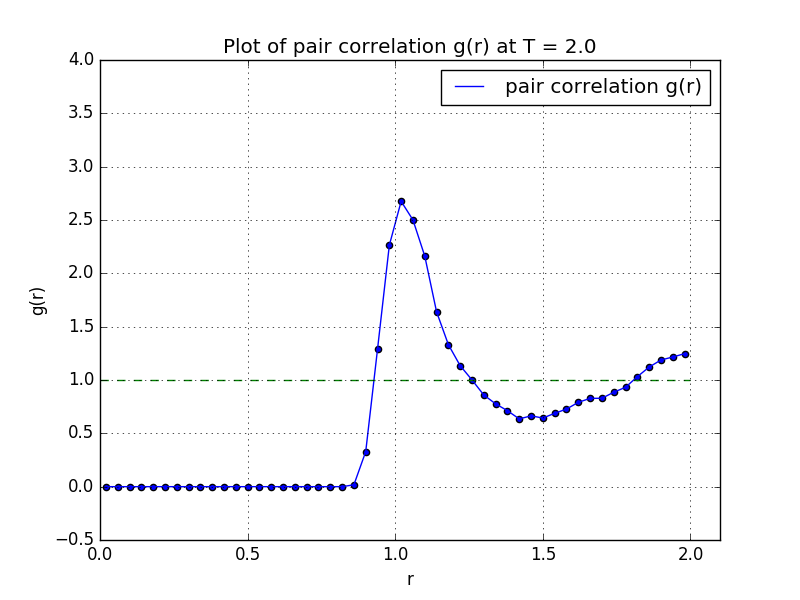 Plot of pair correlation g(r) at T = 2.0
pair correlation g(r)
4.0
3.5
3.0
2.5
2.0
1.5
1.0
0.5
0.0
−0.5
g(r)
0.0 0.5 1.0 1.5 2.0
r